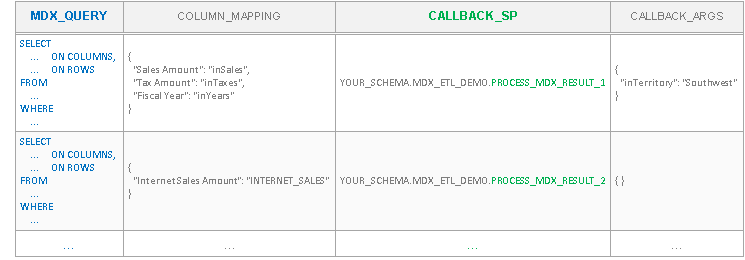 MDX_QUERY COLUMN_MAPPING CALLBACK_SP CALLBACK_ARGS
SELECT
... ON COLUMNS,
... ON ROWS
FROM
...
WHERE
...
{
"Sales Amount": "inSales",
"Tax Amount": "inTaxes",
"Fiscal Year": "inYears"
}
YOUR_SCHEMA.MDX_ETL_DEMO.PROCESS_MDX_RESULT_1
{
"inTerritory": "Southwest"
}
SELECT
... ON COLUMNS,
... ON ROWS
FROM
...
WHERE
...
{
"Internet Sales Amount": "INTERNET_SALES"
}
YOUR_SCHEMA.MDX_ETL_DEMO.PROCESS_MDX_RESULT_2
{ }
... ... ... ...